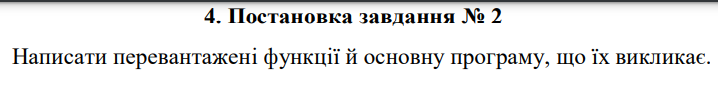 4. Постановка завдання № 2
Написати перевантажені функції й основну програму, що їх викликає.